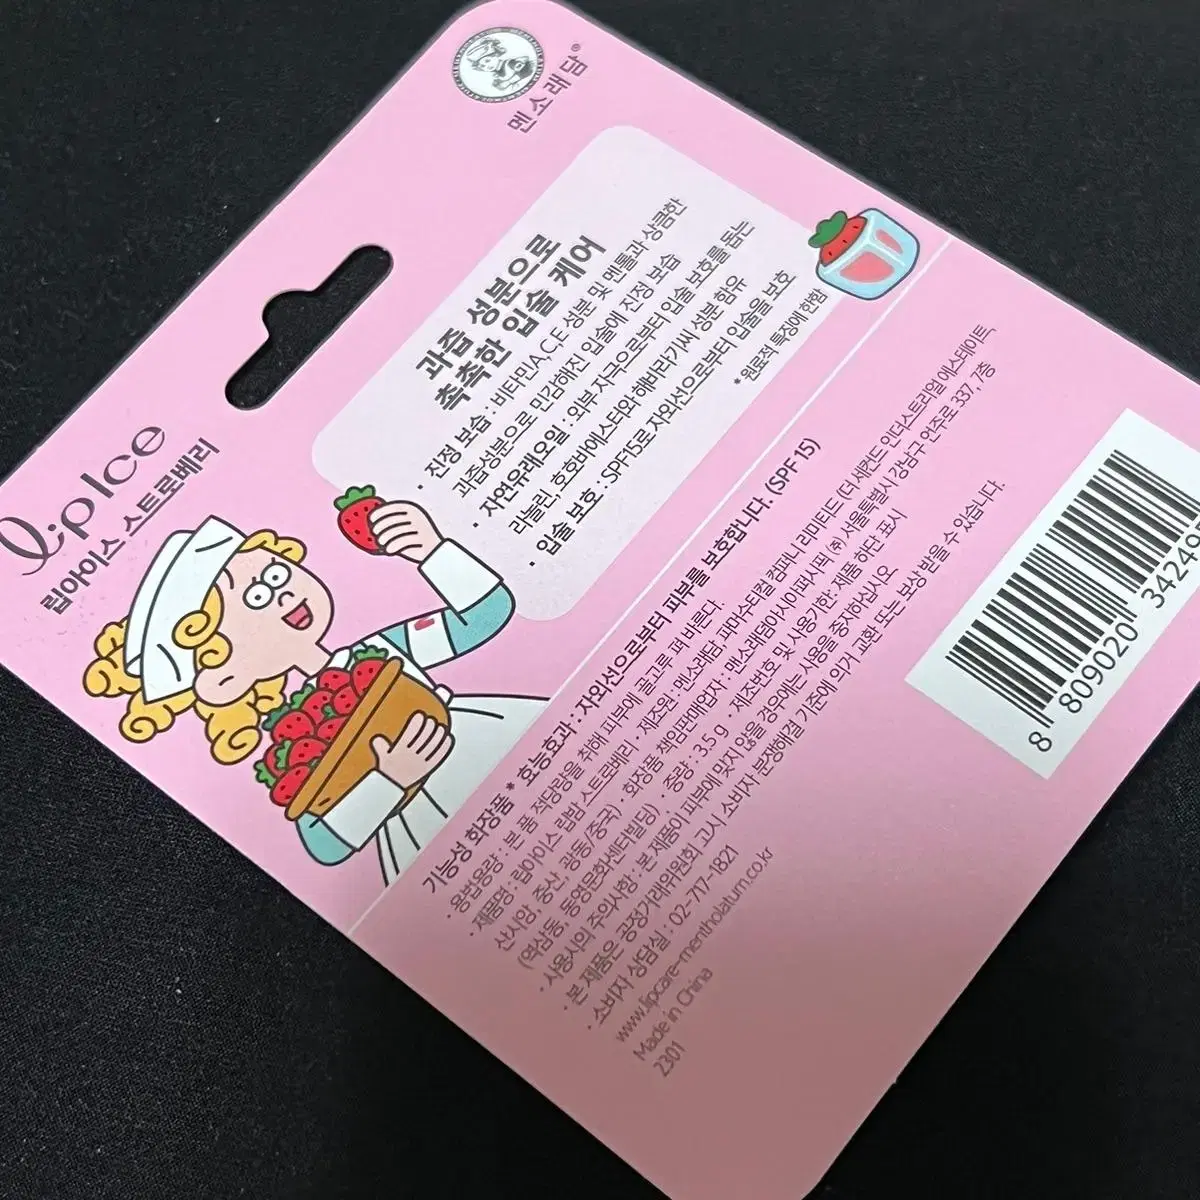 멘소래담®
LipIce
립아이스 스트로베리
과즙 성분으로
촉촉한 입술 케어
· 진정 보습 : 비타민A,C,E 성분 및 멘톨과 상큼한
과즙성분으로 민감해진 입술에 진정 보습
· 자연유래오일 : 외부 자극으로부터 입술 보호를 돕는
라놀린, 호호바에스터와 해바라기씨 성분 함유
· 입술 보호 : SPF15로 자외선으로부터 입술을 보호
* 원료적 특징에 한함
기능성 화장품 * 효능효과 : 자외선으로부터 피부를 보호합니다. (SPF 15)
· 용법용량 : 본 품 적당량을 취해 피부에 골고루 펴 바른다.
· 제품명 : 립아이스 립밤 스트로베리 · 제조원 : 멘소래담 파마수티컬 컴퍼니 리미티드 (더 세컨드 인더스트리얼 에스테이트,
산시양, 중산, 광동(중국) · 화장품 책임판매업자 : 맨소래담아시아퍼시픽 ㈜ 서울특별시 강남구 언주로 337, 7층
(역삼동, 동영문화센터빌딩) · 중량 : 3.5 g · 제조번호 및 사용기한: 제품 하단 표시
· 사용시의 주의사항 : 본 제품이 피부에 맞지 않을 경우에는 사용을 중지하십시오
· 본 제품은 공정거래위원회 고시 소비자 분쟁해결 기준에 의거 교환 또는 보상 받을 수 있습니다.
· 소비자 상담실 : 02-717-1821
www.lipcare-mentholatum.co.kr
Made in China
2301
8 809020 34249